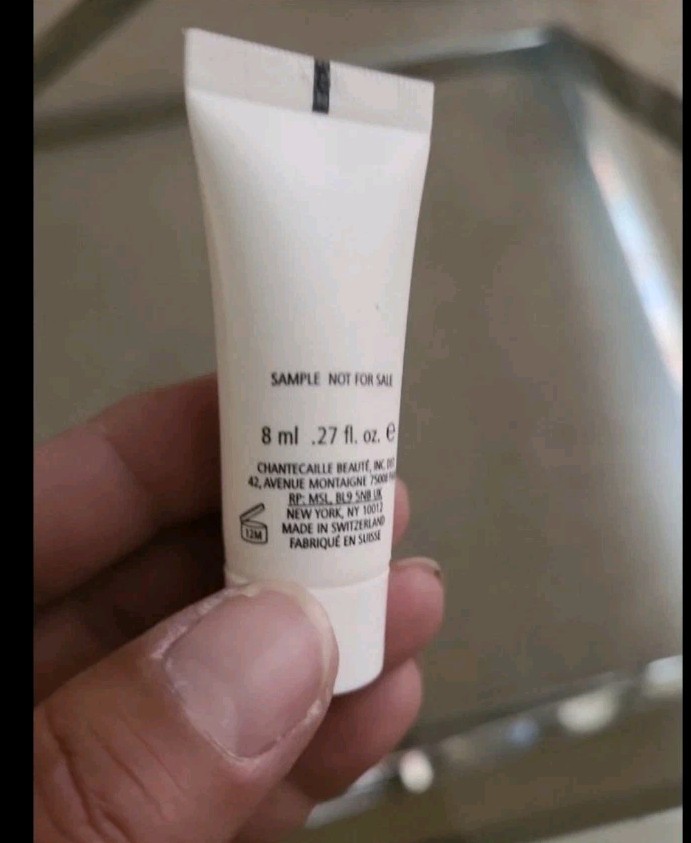 SAMPLE NOT FOR SALE
8 ml .27 fl. oz. e
CHANTECAILLE BEAUTÉ, INC.
42, AVENUE MONTAIGNE 75008
RP: MSL, BL9 5NB UK
NEW YORK, NY 10012
12M
MADE IN SWITZERLAND
FABRIQUÉ EN SUISSE